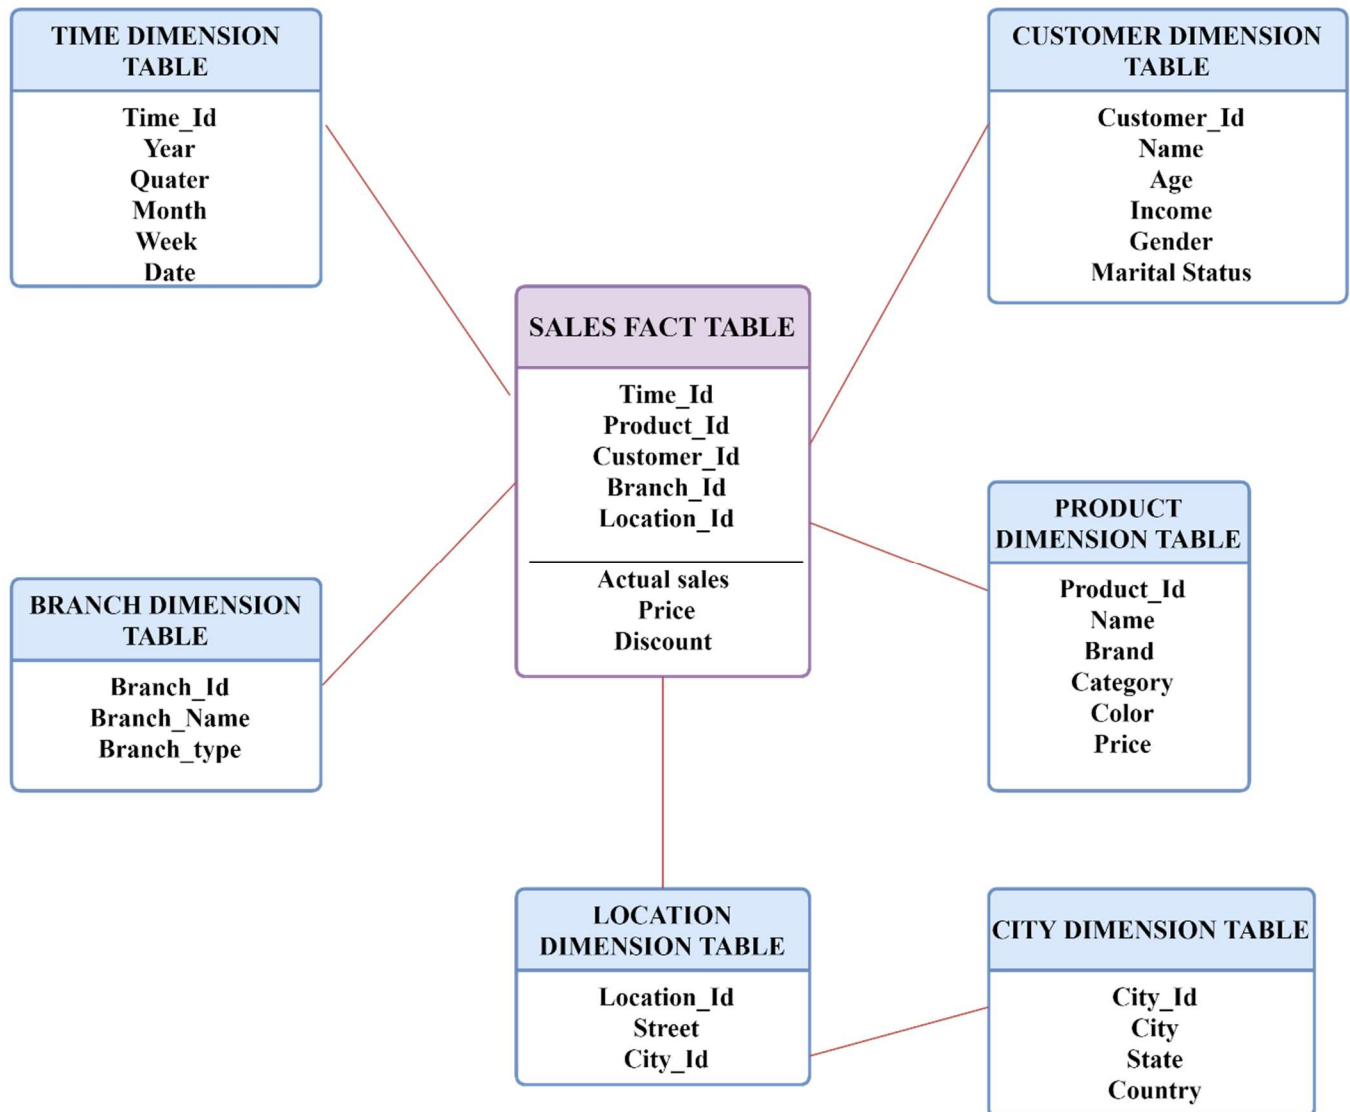 TIME DIMENSION
TABLE
Time_Id
Year
Quater
Month
Week
Date
CUSTOMER DIMENSION
TABLE
Customer_Id
Name
Age
Income
Gender
Marital Status
SALES FACT TABLE
Time_Id
Product_Id
Customer_Id
Branch_Id
Location_Id
Actual sales
Price
Discount
PRODUCT
DIMENSION TABLE
Product_Id
Name
Brand
Category
Color
Price
BRANCH DIMENSION
TABLE
Branch_Id
Branch_Name
Branch_type
LOCATION
DIMENSION TABLE
Location_Id
Street
City_Id
CITY DIMENSION TABLE
City_Id
City
State
Country